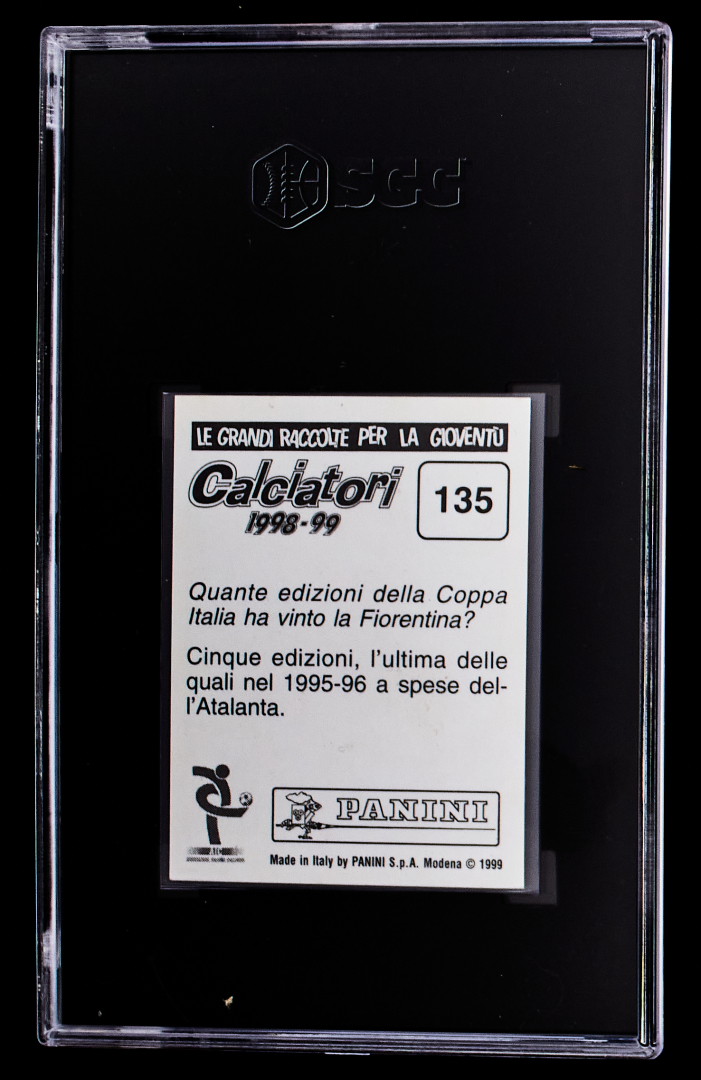 SGC
LE GRANDI RACCOLTE PER LA GIOVENTÙ
Calciatori
1998-99
135
Quante edizioni della Coppa
Italia ha vinto la Fiorentina?
Cinque edizioni, l'ultima delle
quali nel 1995-96 a spese del-
l'Atalanta.
PANINI
Made in Italy by PANINI S.p.A. Modena © 1999